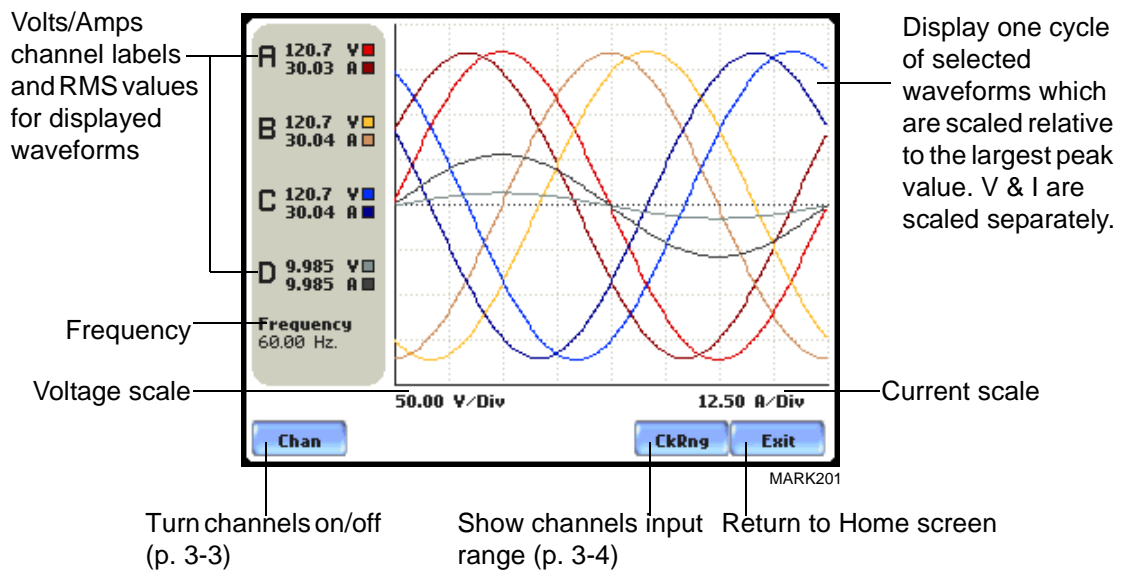 Volts/Amps
channel labels
and RMS values
for displayed
waveforms
A 120.7 V
30.03 A
B 120.7 V
30.04 A
C 120.7 V
30.04 A
D 9.985 V
9.985 A
Frequency
60.00 Hz.
Display one cycle
of selected
waveforms which
are scaled relative
to the largest peak
value. V & I are
scaled separately.
Frequency
Voltage scale
50.00 V/Div
12.50 A/Div
Current scale
Chan
CkRng
Exit
MARK201
Turn channels on/off
(p. 3-3)
Show channels input
range (p. 3-4)
Return to Home screen